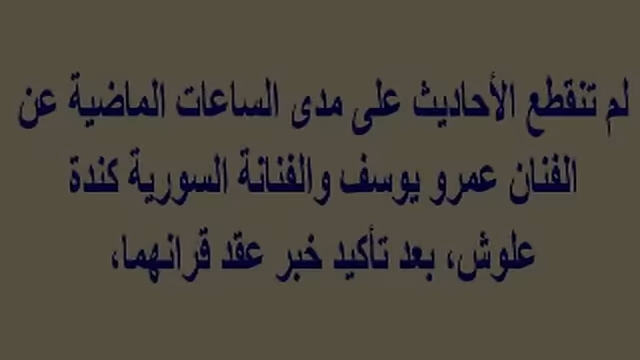 لم تنقطع الأحاديث على مدى الساعات الماضية عن
الفنان عمرو يوسف والفنانة السورية كندة
علوش، بعد تأكيد خبر عقد قرانهما،